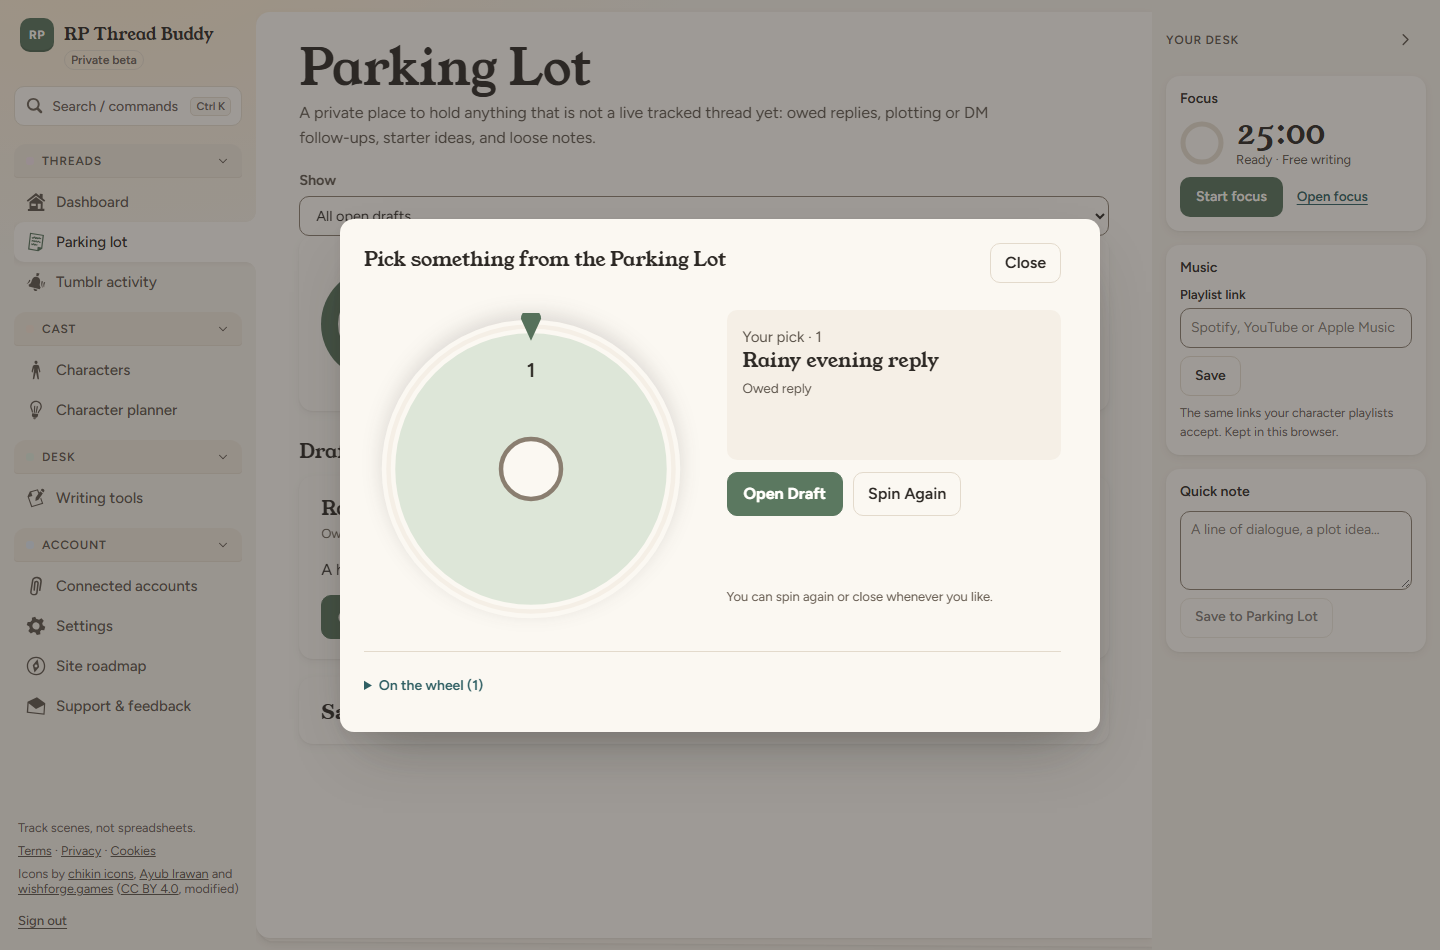 RP
RP Thread Buddy
Private beta
Search / commands
Ctrl K
THREADS
Dashboard
Parking lot
Tumblr activity
CAST
Characters
Character planner
DESK
Writing tools
ACCOUNT
Connected accounts
Settings
Site roadmap
Support & feedback
Track scenes, not spreadsheets.
Terms · Privacy · Cookies
Icons by chikin icons, Ayub Irawan and
wishforge.games (CC BY 4.0, modified)
Sign out
Parking Lot
A private place to hold anything that is not a live tracked thread yet: owed replies, plotting or DM
follow-ups, starter ideas, and loose notes.
Show
All open drafts
Pick something from the Parking Lot
Close
1
Your pick · 1
Rainy evening reply
Owed reply
Open Draft
Spin Again
You can spin again or close whenever you like.
On the wheel (1)
YOUR DESK
Focus
25:00
Ready · Free writing
Start focus
Open focus
Music
Playlist link
Spotify, YouTube or Apple Music
Save
The same links your character playlists
accept. Kept in this browser.
Quick note
A line of dialogue, a plot idea...
Save to Parking Lot